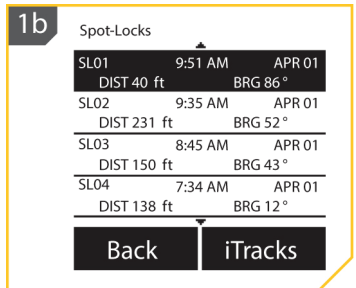 1b
Spot-Locks
SL01 9:51 AM APR 01
DIST 40 ft BRG 86°
SL02 9:35 AM APR 01
DIST 231 ft BRG 52°
SL03 8:45 AM APR 01
DIST 150 ft BRG 43°
SL04 7:34 AM APR 01
DIST 138 ft BRG 12°
Back iTracks